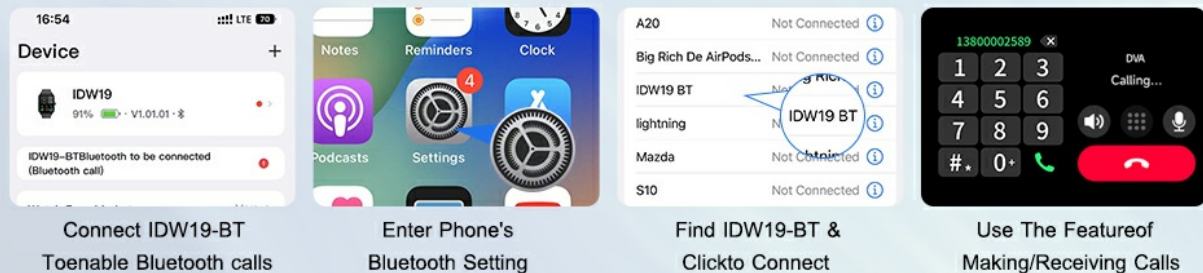 16:54
LTE 70
Device
+
IDW19
91% · V1.01.01 ·
IDW19-BTBluetooth to be connected
(Bluetooth call)
Connect IDW19-BT
Toenable Bluetooth calls
Notes
Reminders
Clock
4
Podcasts
Settings
Enter Phone's
Bluetooth Setting
A20 Not Connected
Big Rich De AirPods... Not Connected
IDW19 BT
IDW19 BT
lightning
Mazda Not Connected
S10 Not Connected
Find IDW19-BT &
Clickto Connect
13800002589
1 2 3
4 5 6
7 8 9
#* 0+
DVA
Calling...
Use The Featureof
Making/Receiving Calls